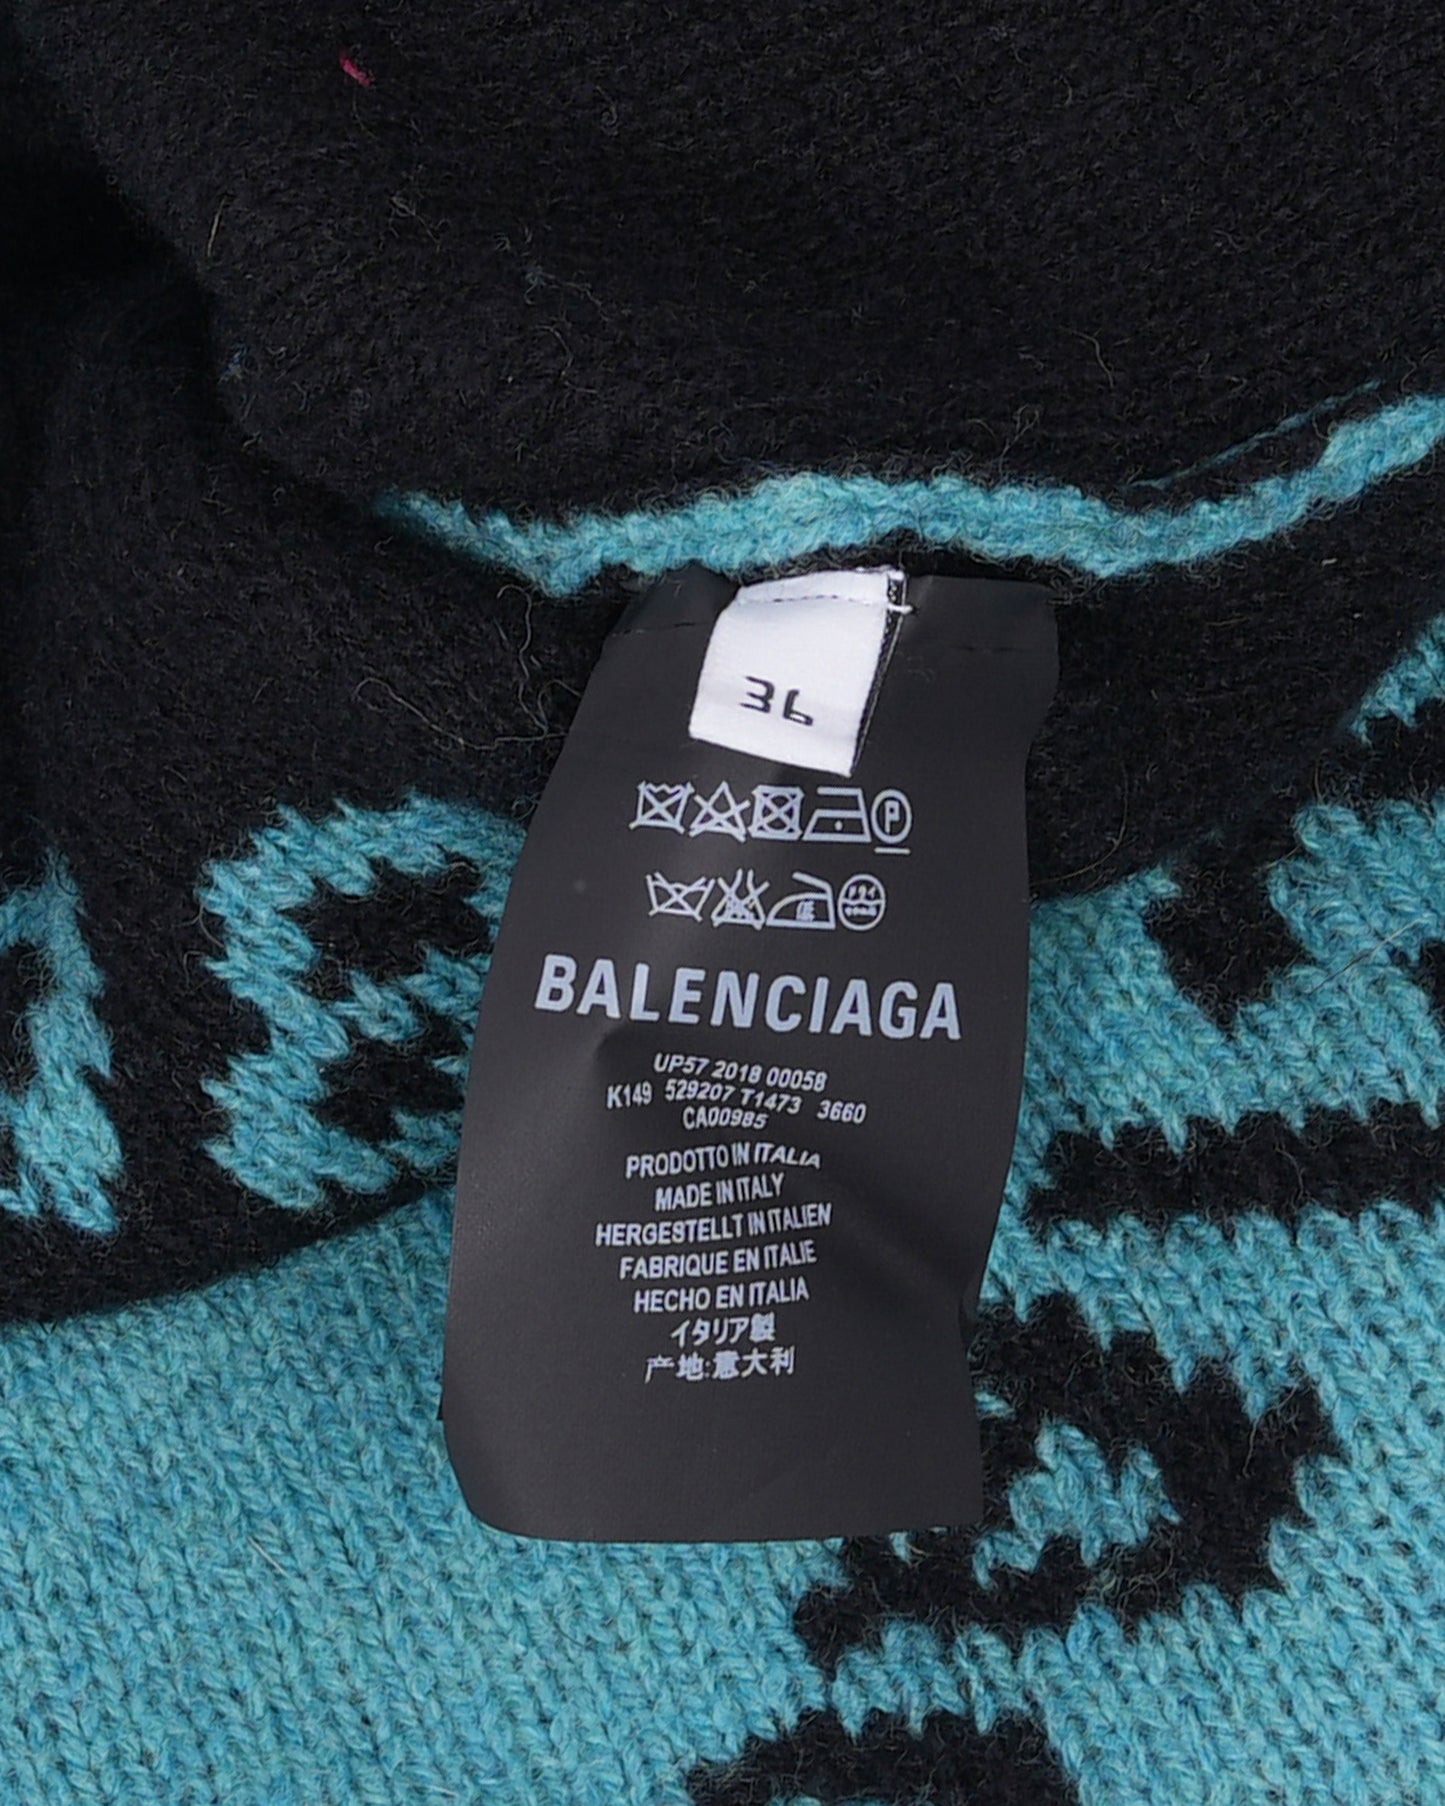 36
P
BALENCIAGA
UP57 2018 00058
K149 529207 T1473 3660
CA00985
PRODOTTO IN ITALIA
MADE IN ITALY
HERGESTELLT IN ITALIEN
FABRIQUE EN ITALIE
HECHO EN ITALIA
イタリア製
产地:意大利